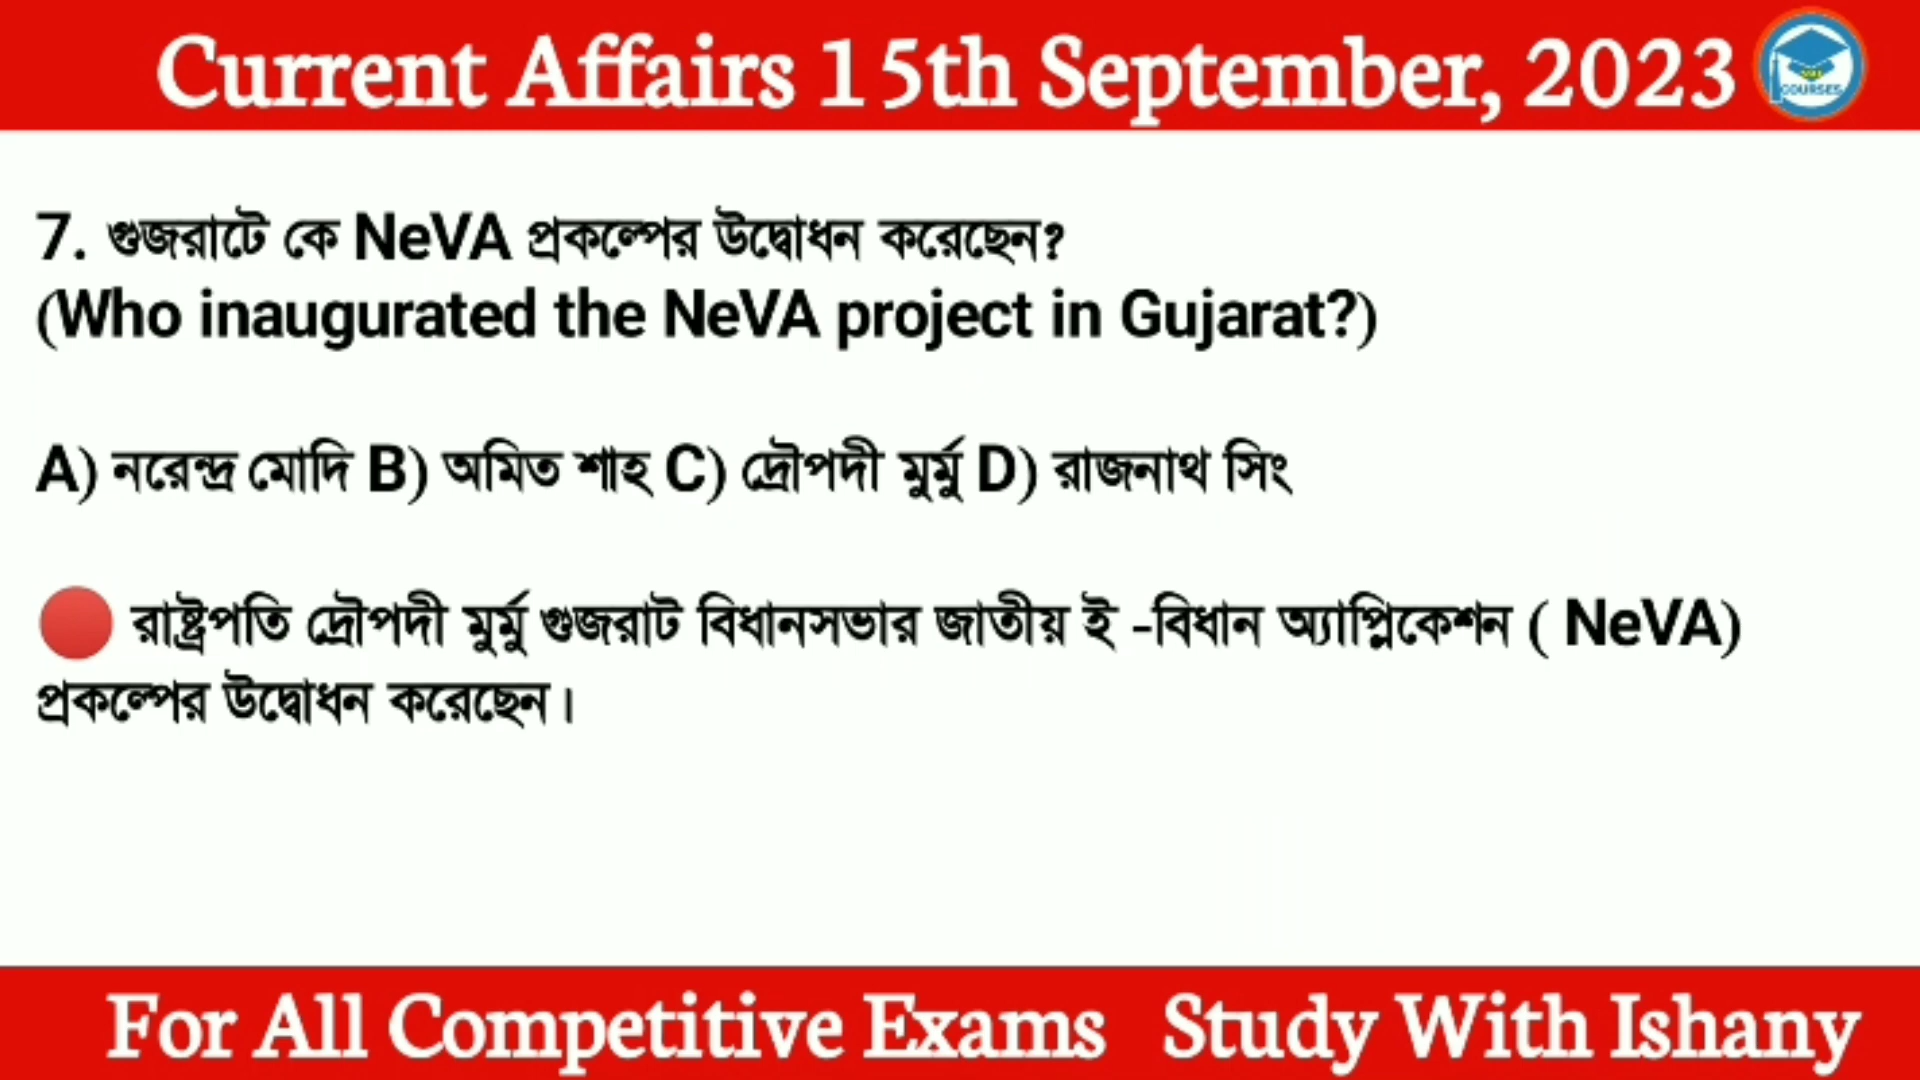 Current Affairs 15th September, 2023
COURSES
7. গুজরাটে কে NeVA প্রকল্পের উদ্বোধন করেছেন?
(Who inaugurated the NeVA project in Gujarat?)
A) নরেন্দ্র মোদি B) অমিত শাহ C) দ্রৌপদী মুর্মু D) রাজনাথ সিং
🔴 রাষ্ট্রপতি দ্রৌপদী মুর্মু গুজরাট বিধানসভার জাতীয় ই -বিধান অ্যাপ্লিকেশন ( NeVA)
প্রকল্পের উদ্বোধন করেছেন।
For All Competitive Exams Study With Ishany